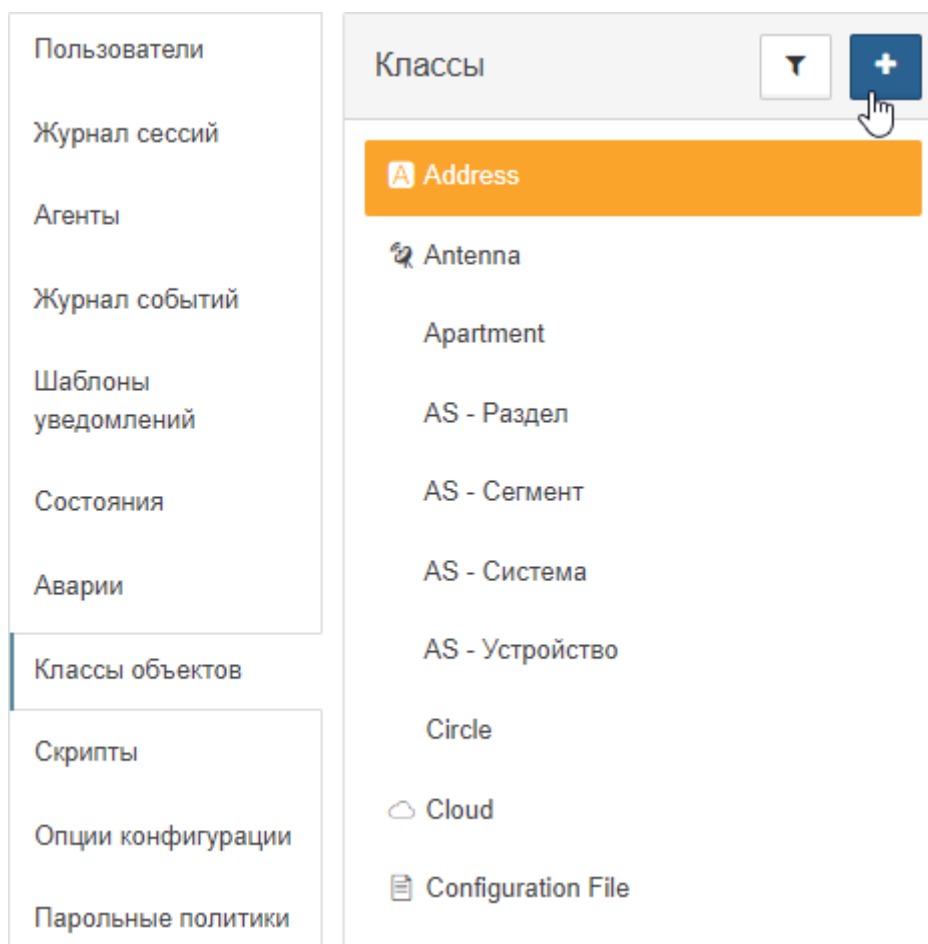 Пользователи
Журнал сессий
Агенты
Журнал событий
Шаблоны
уведомлений
Состояния
Аварии
Классы объектов
Скрипты
Опции конфигурации
Парольные политики
Классы
A Address
Antenna
Apartment
AS - Раздел
AS - Сегмент
AS - Система
AS - Устройство
Circle
Cloud
Configuration File